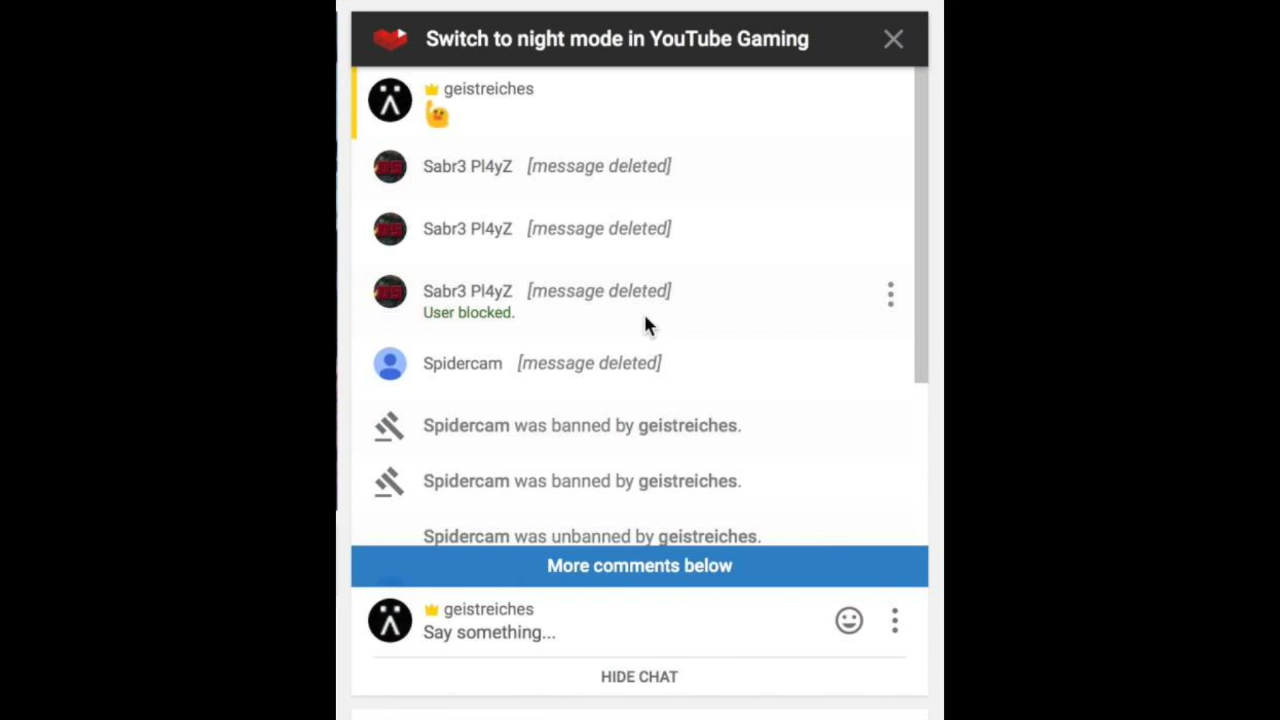 Switch to night mode in YouTube Gaming
geistreiches
Sabr3 Pl4yZ [message deleted]
Sabr3 Pl4yZ [message deleted]
Sabr3 Pl4yZ [message deleted]
User blocked.
Spidercam [message deleted]
Spidercam was banned by geistreiches.
Spidercam was banned by geistreiches.
Spidercam was unbanned by geistreiches.
More comments below
geistreiches
Say something...
HIDE CHAT